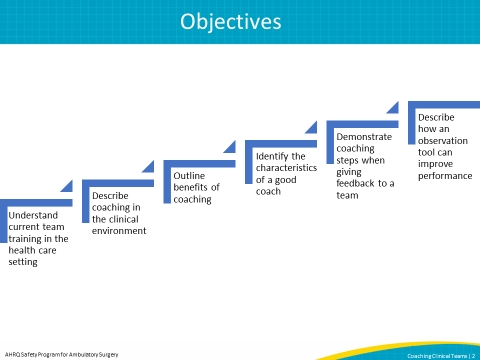 Objectives
Understand
current team
training in the
health care
setting
Describe
coaching in
the clinical
environment
Outline
benefits of
coaching
Identify the
characteristics
of a good
coach
Demonstrate
coaching
steps when
giving
feedback to a
team
Describe
how an
observation
tool can
improve
performance
AHRQ Safety Program for Ambulatory Surgery
Coaching Clinical Teams | 2